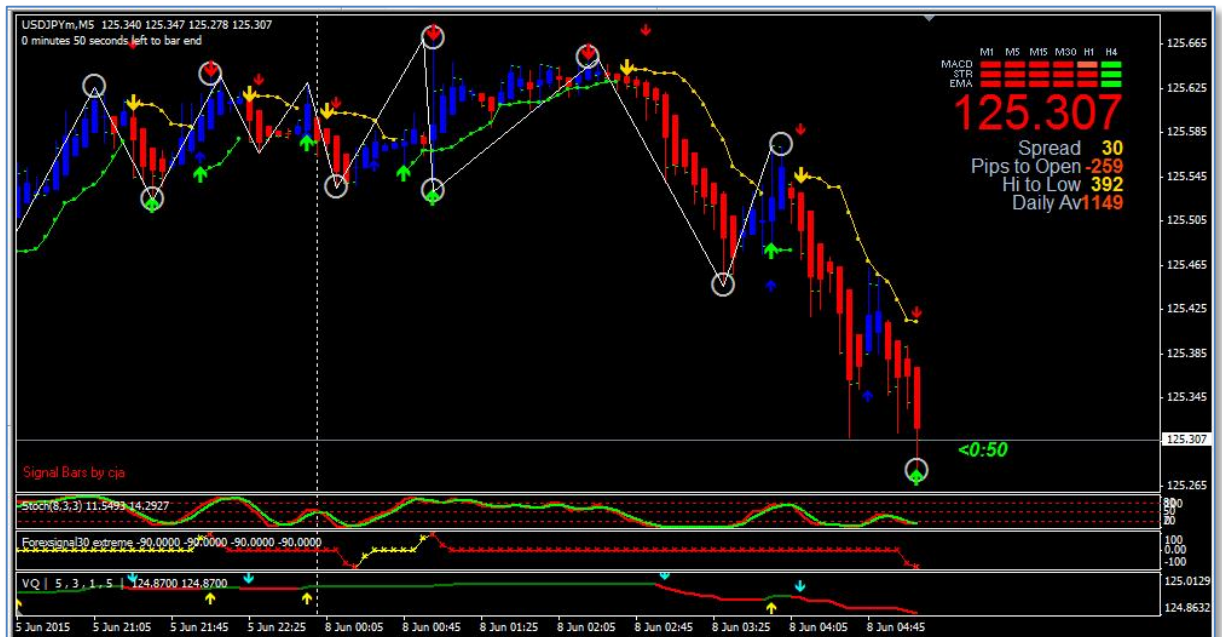 USDJPYm,M5 125.340 125.347 125.278 125.307
0 minutes 50 seconds left to bar end
M1 M5 M15 M30 H1 H4
MACD
STR
EMA
125.307
Spread 30
Pips to Open -259
Hi to Low 392
Daily Av 1149
125.665
125.625
125.585
125.545
125.505
125.465
125.425
125.385
125.345
125.307
125.265
<0:50
Signal Bars by cja
Stoch(8,3,3) 11.5493 14.2927
50
20
Forexsignal30 extreme -90.0000 -90.0000 -90.0000 -90.0000
100
0.00
-100
VQ | 5 , 3 , 1 , 5 | 124.8700 124.8700
125.0129
124.8632
5 Jun 2015 5 Jun 21:05 5 Jun 21:45 5 Jun 22:25 8 Jun 00:05 8 Jun 00:45 8 Jun 01:25 8 Jun 02:05 8 Jun 02:45 8 Jun 03:25 8 Jun 04:05 8 Jun 04:45